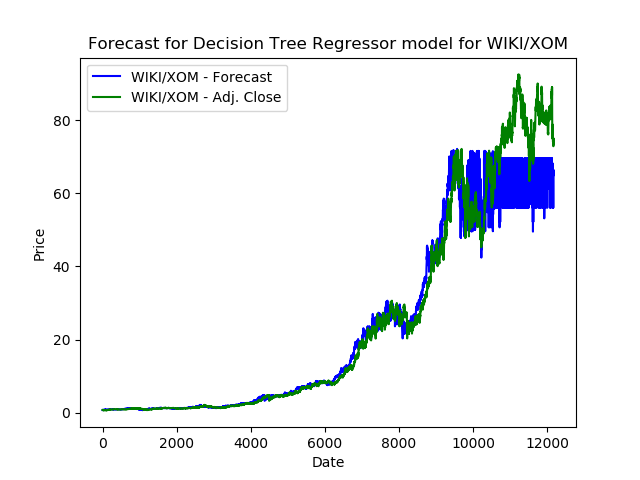 Forecast for Decision Tree Regressor model for WIKI/XOM
WIKI/XOM - Forecast
WIKI/XOM - Adj. Close
80
60
40
20
0
Price
0 2000 4000 6000 8000 10000 12000
Date